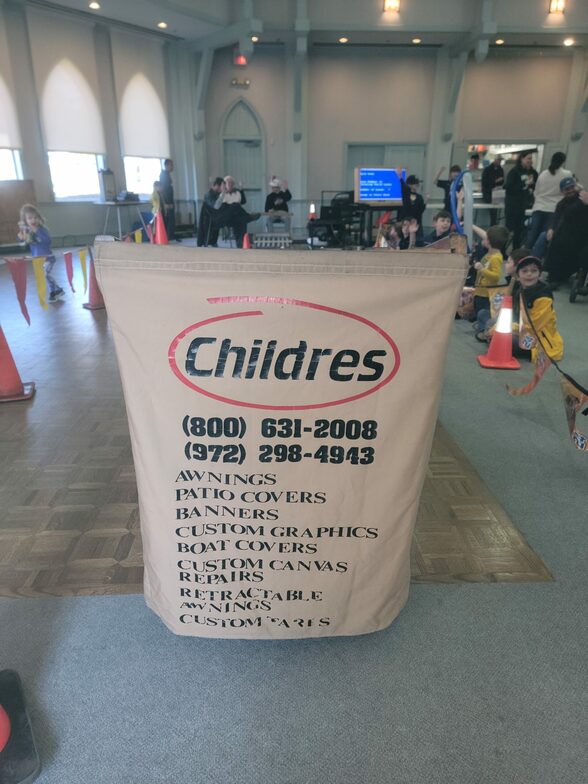 Childres
(800) 631-2008
(972) 298-4943
AWNINGS
PATIO COVERS
BANNERS
CUSTOM GRAPHICS
BOAT COVERS
CUSTOM CANVAS
REPAIRS
RETRACTABLE
AWNINGS
CUSTOM